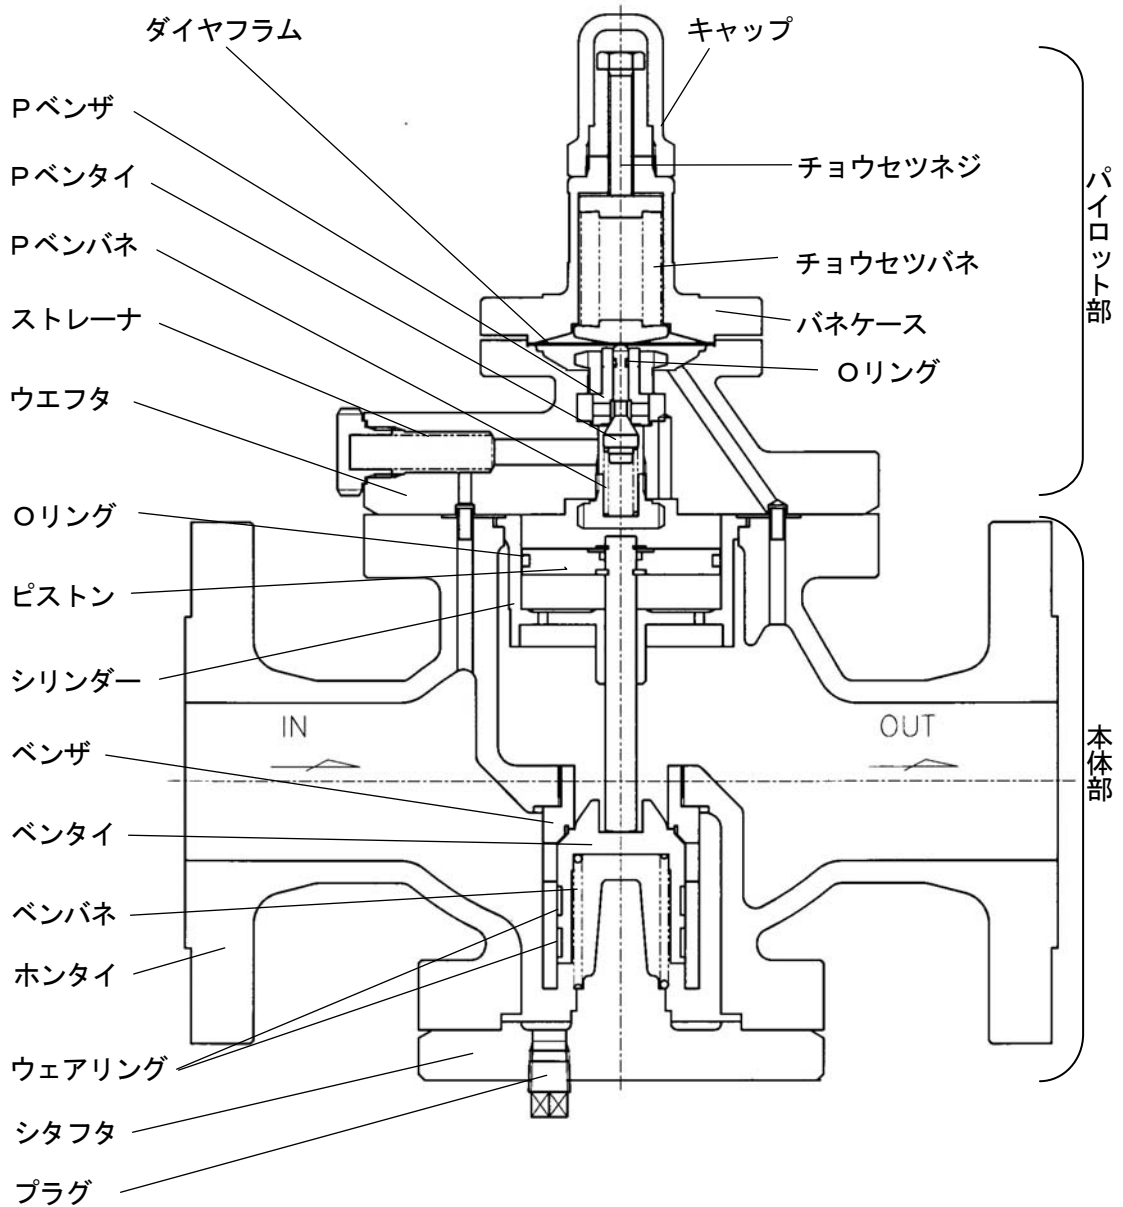 ダイヤフラム
キャップ
Pベンザ
Pベンタイ
チョウセツネジ
Pベンバネ
チョウセツバネ
ストレーナ
バネケース
Oリング
ウエフタ
パイロット部
Oリング
ピストン
シリンダー
IN
OUT
ベンザ
本体部
ベンタイ
ベンバネ
ホンタイ
ウェアリング
シタフタ
プラグ